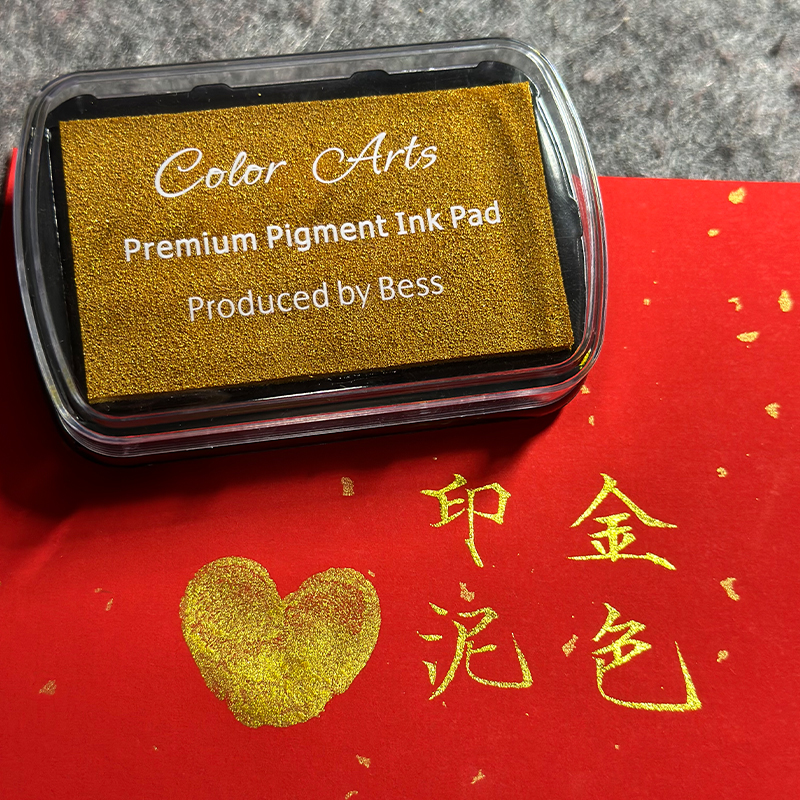 Color Arts
Premium Pigment Ink Pad
Produced by Bess
金色
印泥